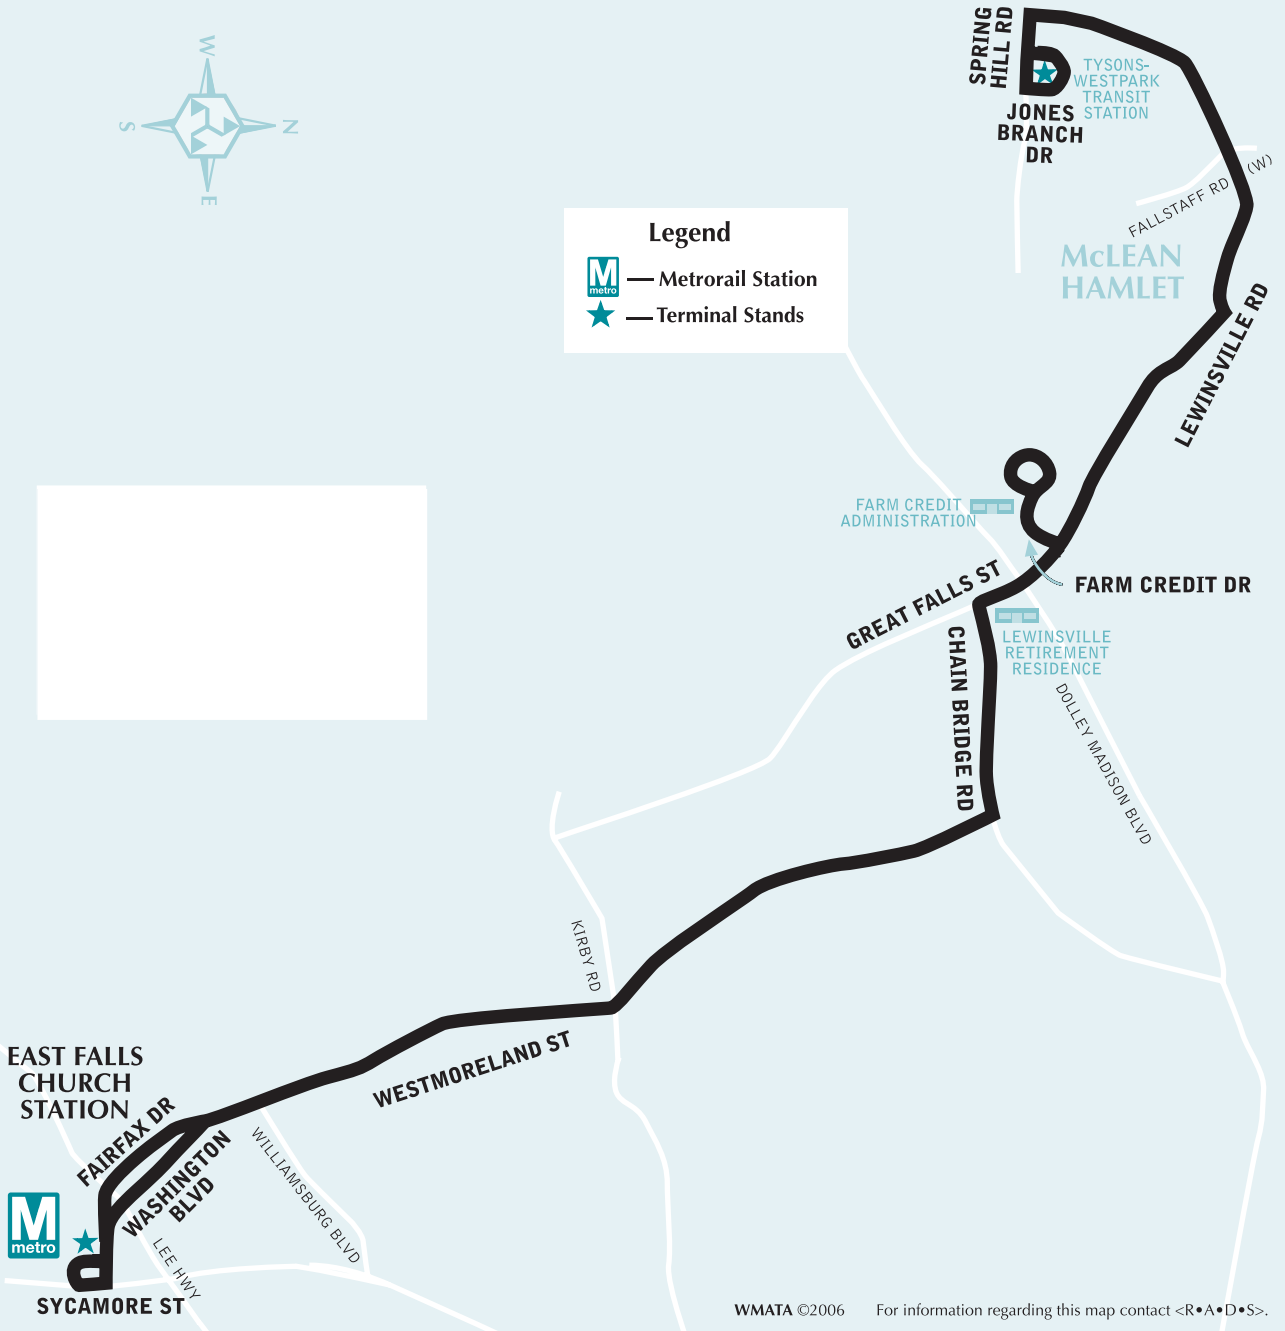 SPRING
HILL RD
TYSONS-
WESTPARK
TRANSIT
STATION
JONES
BRANCH
DR
W
S
N
E
FALLSTAFF RD (W)
McLEAN
HAMLET
Legend
M
metro
Metrorail Station
Terminal Stands
LEWINSVILLE RD
FARM CREDIT
ADMINISTRATION
FARM CREDIT DR
GREAT FALLS ST
CHAIN BRIDGE RD
LEWINSVILLE
RETIREMENT
RESIDENCE
DOLLEY MADISON BLVD
KIRBY RD
WESTMORELAND ST
EAST FALLS
CHURCH
STATION
FAIRFAX DR
WASHINGTON
BLVD
WILLIAMSBURG BLVD
M
metro
LEE HWY
SYCAMORE ST
WMATA ©2006 For information regarding this map contact <R•A•D•S>.